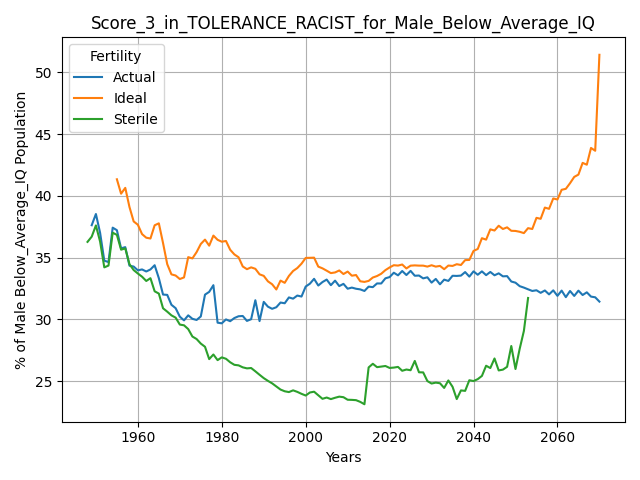 Score_3_in_TOLERANCE_RACIST_for_Male_Below_Average_IQ
% of Male Below_Average_IQ Population
Fertility
Actual
Ideal
Sterile
50
45
40
35
30
25
1960
1980
2000
2020
2040
2060
Years